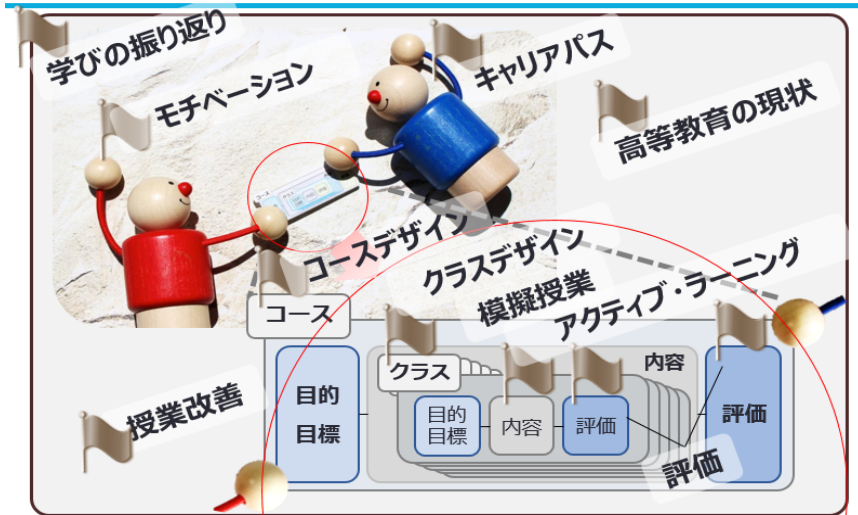 学びの振り返り
モチベーション
キャリアパス
高等教育の現状
コースデザイン
クラスデザイン
模擬授業
アクティブ・ラーニング
コース
クラス
内容
目的
目標
目的
目標
内容
評価
評価
授業改善
評価